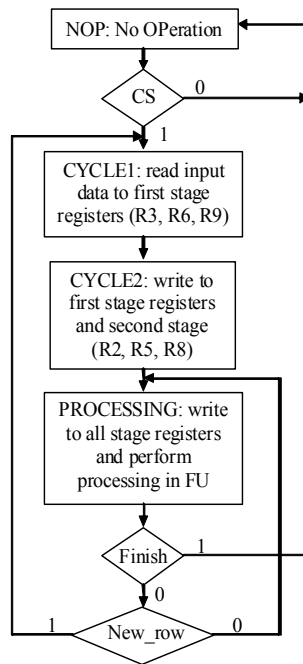 NOP: No OPeration
CS
0
1
CYCLE1: read input
data to first stage
registers (R3, R6, R9)
CYCLE2: write to
first stage registers
and second stage
(R2, R5, R8)
PROCESSING: write
to all stage registers
and perform
processing in FU
Finish
1
0
1
New_row
0